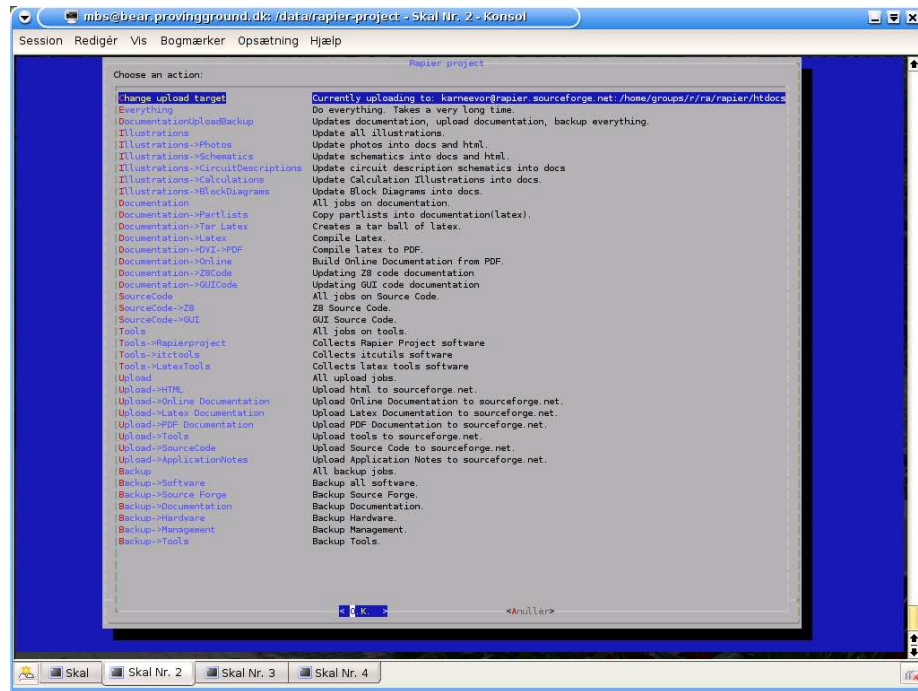 mbs@bear.provingground.dk: /data/rapier-project - Skal Nr. 2 - Konsol
Session Redigér Vis Bogmærker Opsætning Hjælp
Rapier project
Choose an action:
Change upload target Currently uploading to: karneevor@rapier.sourceforge.net:/home/groups/r/ra/rapier/htdocs
Everything Do everything. Takes a very long time.
DocumentationUploadBackup Updates documentation, upload documentation, backup everything.
Illustrations Update all illustrations.
Illustrations->Photos Update photos into docs and html.
Illustrations->Schematics Update schematics into docs and html.
Illustrations->CircuitDescriptions Update circuit description schematics into docs
Illustrations->Calculations Update Calculation Illustrations into docs.
Illustrations->BlockDiagrams Update Block Diagrams into docs.
Documentation All jobs on documentation.
Documentation->Partlists Copy partlists into documentation(latex).
Documentation->Tar Latex Creates a tar ball of latex.
Documentation->Latex Compile Latex.
Documentation->DVI->PDF Compile latex to PDF.
Documentation->Online Build Online Documentation from PDF.
Documentation->Z8Code Updating Z8 code documentation
Documentation->GUICode Updating GUI code documentation
SourceCode All jobs on Source Code.
SourceCode->Z8 Z8 Source Code.
SourceCode->GUI GUI Source Code.
Tools All jobs on tools.
Tools->Rapierproject Collects Rapier Project software
Tools->itctools Collects itcutils software
Tools->LatexTools Collects latex tools software
Upload All upload jobs.
Upload->HTML Upload html to sourceforge.net.
Upload->Online Documentation Upload Online Documentation to sourceforge.net.
Upload->Latex Documentation Upload Latex Documentation to sourceforge.net.
Upload->PDF Documentation Upload PDF Documentation to sourceforge.net.
Upload->Tools Upload tools to sourceforge.net.
Upload->SourceCode Upload Source Code to sourceforge.net.
Upload->ApplicationNotes Upload Application Notes to sourceforge.net.
Backup All backup jobs.
Backup->Software Backup all software.
Backup->Source Forge Backup Source Forge.
Backup->Documentation Backup Documentation.
Backup->Hardware Backup Hardware.
Backup->Management Backup Management.
Backup->Tools Backup Tools.
< O.K. > <Anullér>
Skal Skal Nr. 2 Skal Nr. 3 Skal Nr. 4